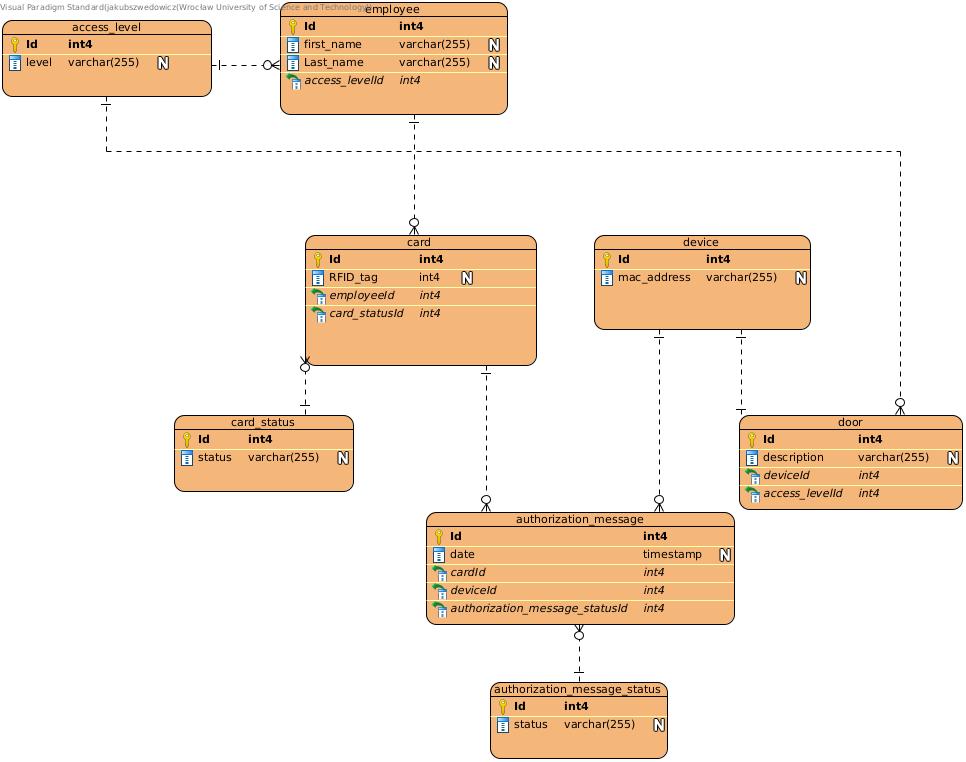 Visual Paradigm Standard(jakubszwedowicz(Wrocław University of Science and Technology))
access_level
Id int4
level varchar(255) N
employee
Id int4
first_name varchar(255) N
Last_name varchar(255) N
access_levelId int4
card
Id int4
RFID_tag int4 N
employeeId int4
card_statusId int4
device
Id int4
mac_address varchar(255) N
card_status
Id int4
status varchar(255) N
door
Id int4
description varchar(255) N
deviceId int4
access_levelId int4
authorization_message
Id int4
date timestamp N
cardId int4
deviceId int4
authorization_message_statusId int4
authorization_message_status
Id int4
status varchar(255) N